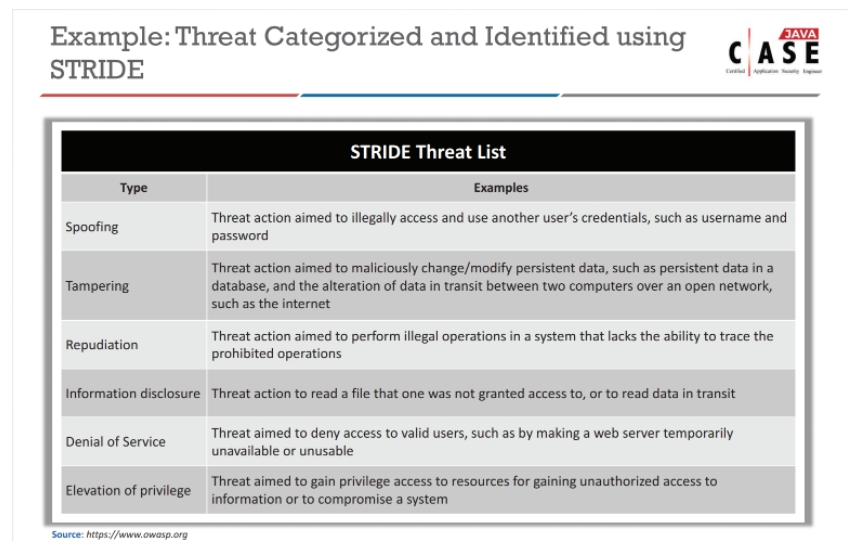 Example: Threat Categorized and Identified using
STRIDE
JAVA
CASE
Certified Application Security Engineer
STRIDE Threat List
Type Examples
Spoofing
Threat action aimed to illegally access and use another user's credentials, such as username and
password
Tampering
Threat action aimed to maliciously change/modify persistent data, such as persistent data in a
database, and the alteration of data in transit between two computers over an open network,
such as the internet
Repudiation
Threat action aimed to perform illegal operations in a system that lacks the ability to trace the
prohibited operations
Information disclosure Threat action to read a file that one was not granted access to, or to read data in transit
Denial of Service
Threat aimed to deny access to valid users, such as by making a web server temporarily
unavailable or unusable
Elevation of privilege
Threat aimed to gain privilege access to resources for gaining unauthorized access to
information or to compromise a system
Source: https://www.owasp.org